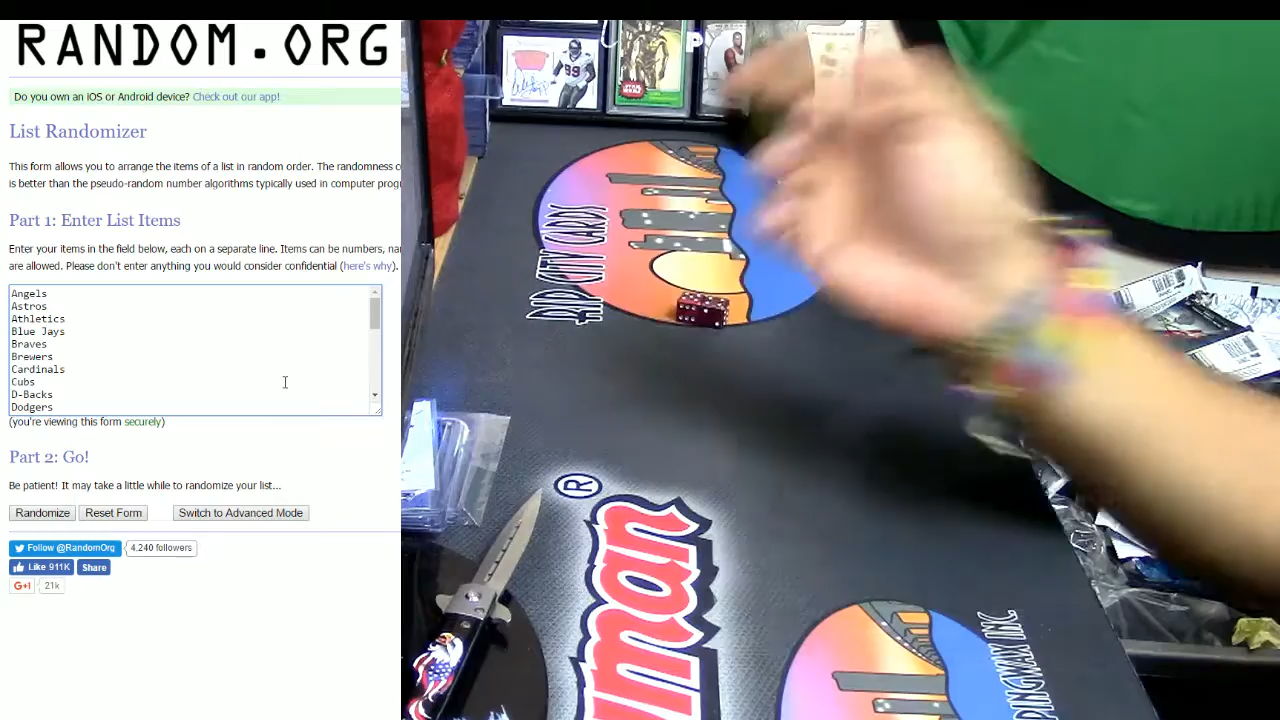 RANDOM.ORG
Do you own an iOS or Android device? Check out our app!
List Randomizer
This form allows you to arrange the items of a list in random order. The randomness
is better than the pseudo-random number algorithms typically used in computer
Part 1: Enter List Items
Enter your items in the field below, each on a separate line. Items can be numbers,
are allowed. Please don't enter anything you would consider confidential (here's why).
Angels
Astros
Athletics
Blue Jays
Braves
Brewers
Cardinals
Cubs
D-Backs
Dodgers
(you're viewing this form securely)
Part 2: Go!
Be patient! It may take a little while to randomize your list...
Randomize
Reset Form
Switch to Advanced Mode
Follow @RandomOrg
4,240 followers
Like 911K
Share
G+1
21k
99
STAR WARS
RIP CITY CARDS
man
®
PINGWAX INC